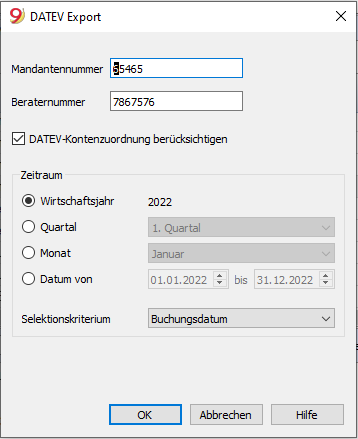 DATEV Export
Mandantennummer 55465
Beraternummer 7867576
DATEV-Kontenzuordnung berücksichtigen
Zeitraum
Wirtschaftsjahr 2022
Quartal 1. Quartal
Monat Januar
Datum von 01.01.2022 bis 31.12.2022
Selektionskriterium Buchungsdatum
OK Abbrechen Hilfe